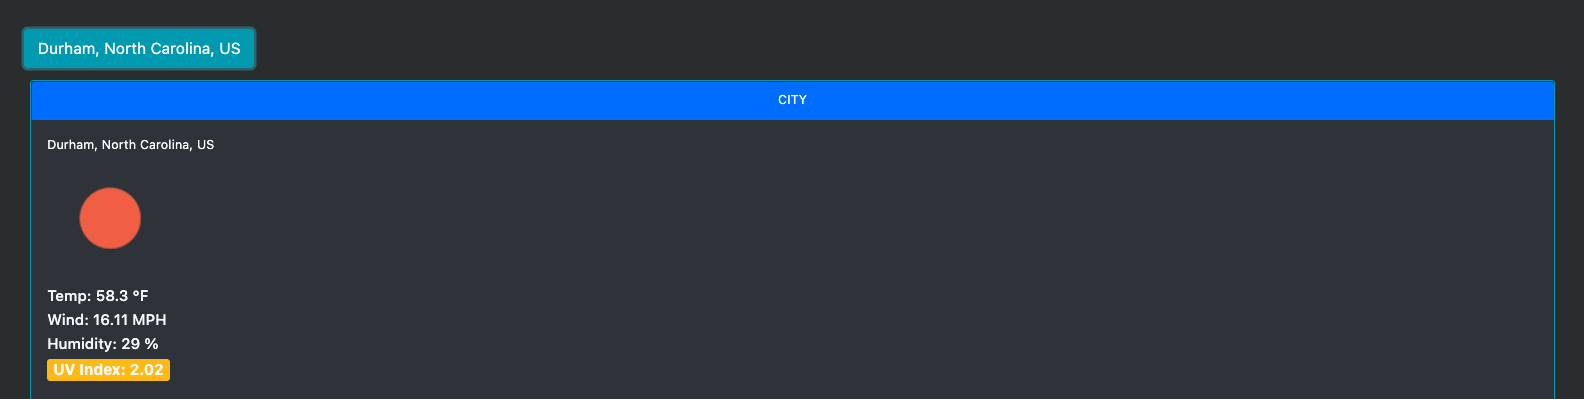 Durham, North Carolina, US
CITY
Durham, North Carolina, US
Temp: 58.3 °F
Wind: 16.11 MPH
Humidity: 29 %
UV Index: 2.02